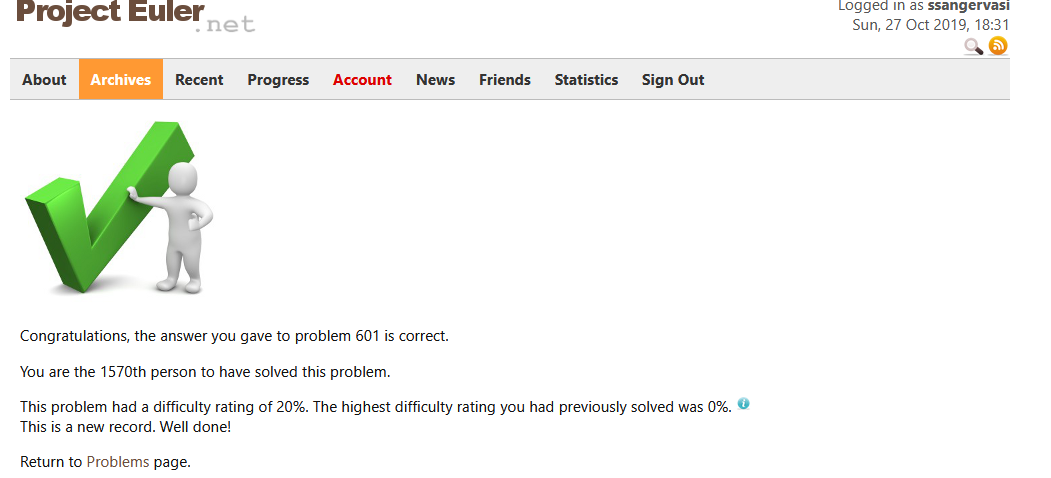 Project Euler
.net
Logged in as ssangervasi
Sun, 27 Oct 2019, 18:31
About Archives Recent Progress Account News Friends Statistics Sign Out
Congratulations, the answer you gave to problem 601 is correct.
You are the 1570th person to have solved this problem.
This problem had a difficulty rating of 20%. The highest difficulty rating you had previously solved was 0%.
This is a new record. Well done!
Return to Problems page.